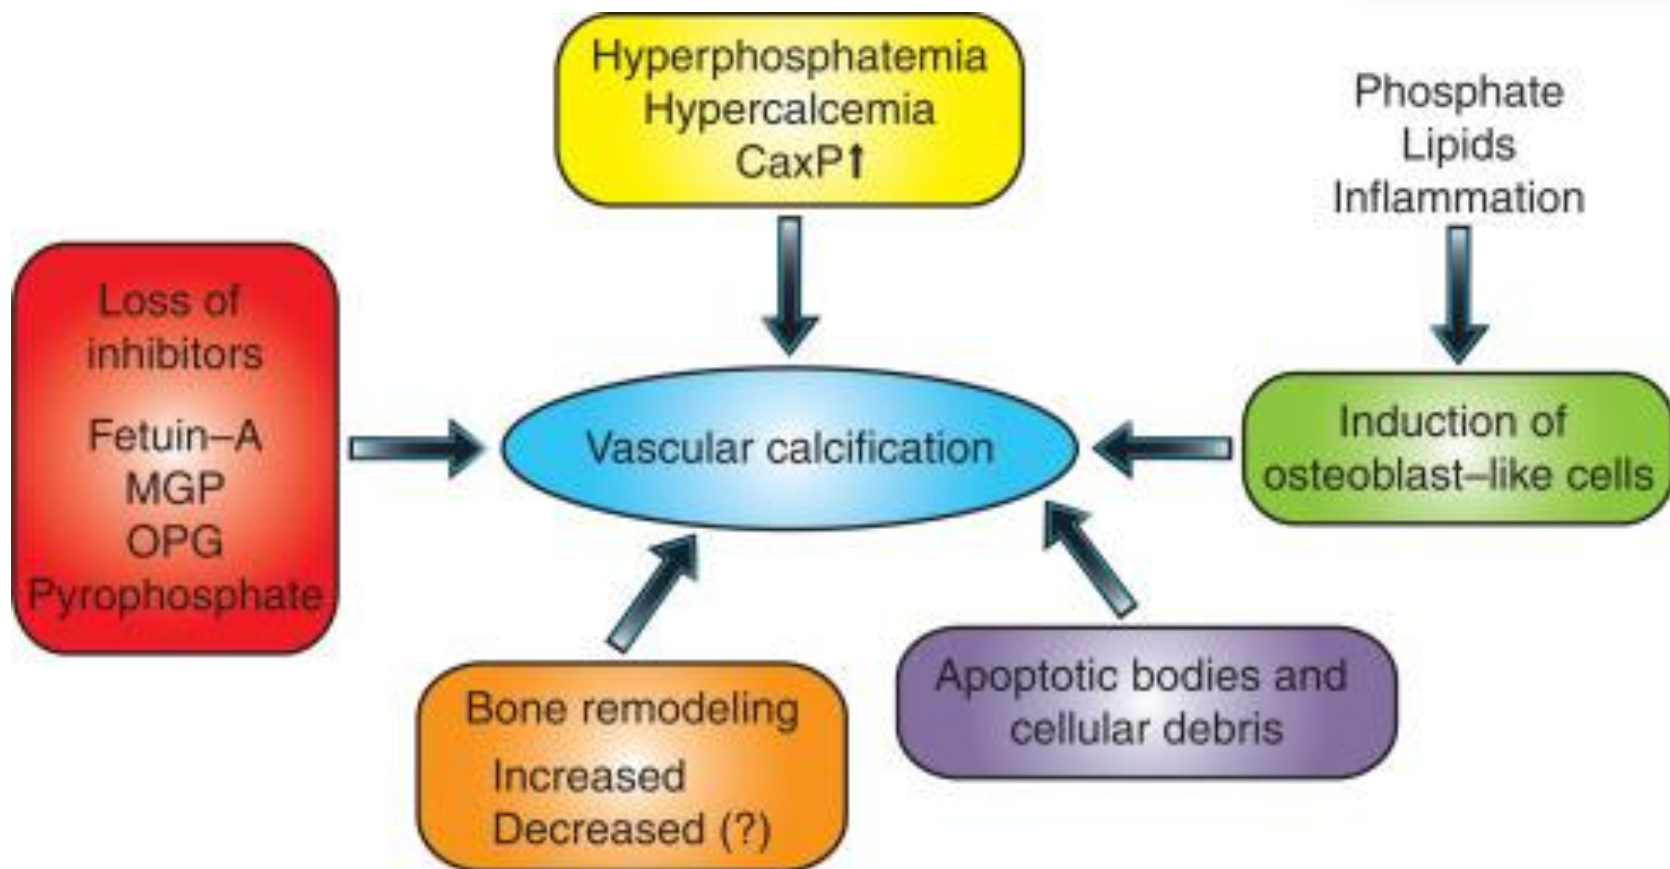 Hyperphosphatemia
Hypercalcemia
CaxP⬆
Phosphate
Lipids
Inflammation
Loss of
inhibitors
Fetuin–A
MGP
OPG
Pyrophosphate
Vascular calcification
Induction of
osteoblast–like cells
Bone remodeling
Increased
Decreased (?)
Apoptotic bodies and
cellular debris